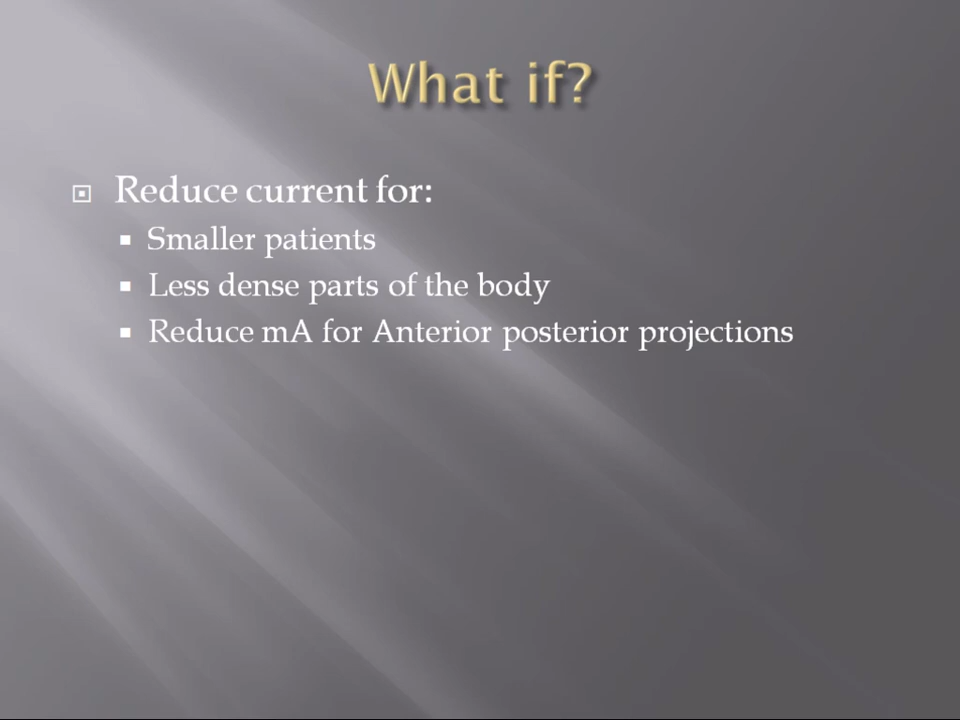 What if?
Reduce current for:
Smaller patients
Less dense parts of the body
Reduce mA for Anterior posterior projections